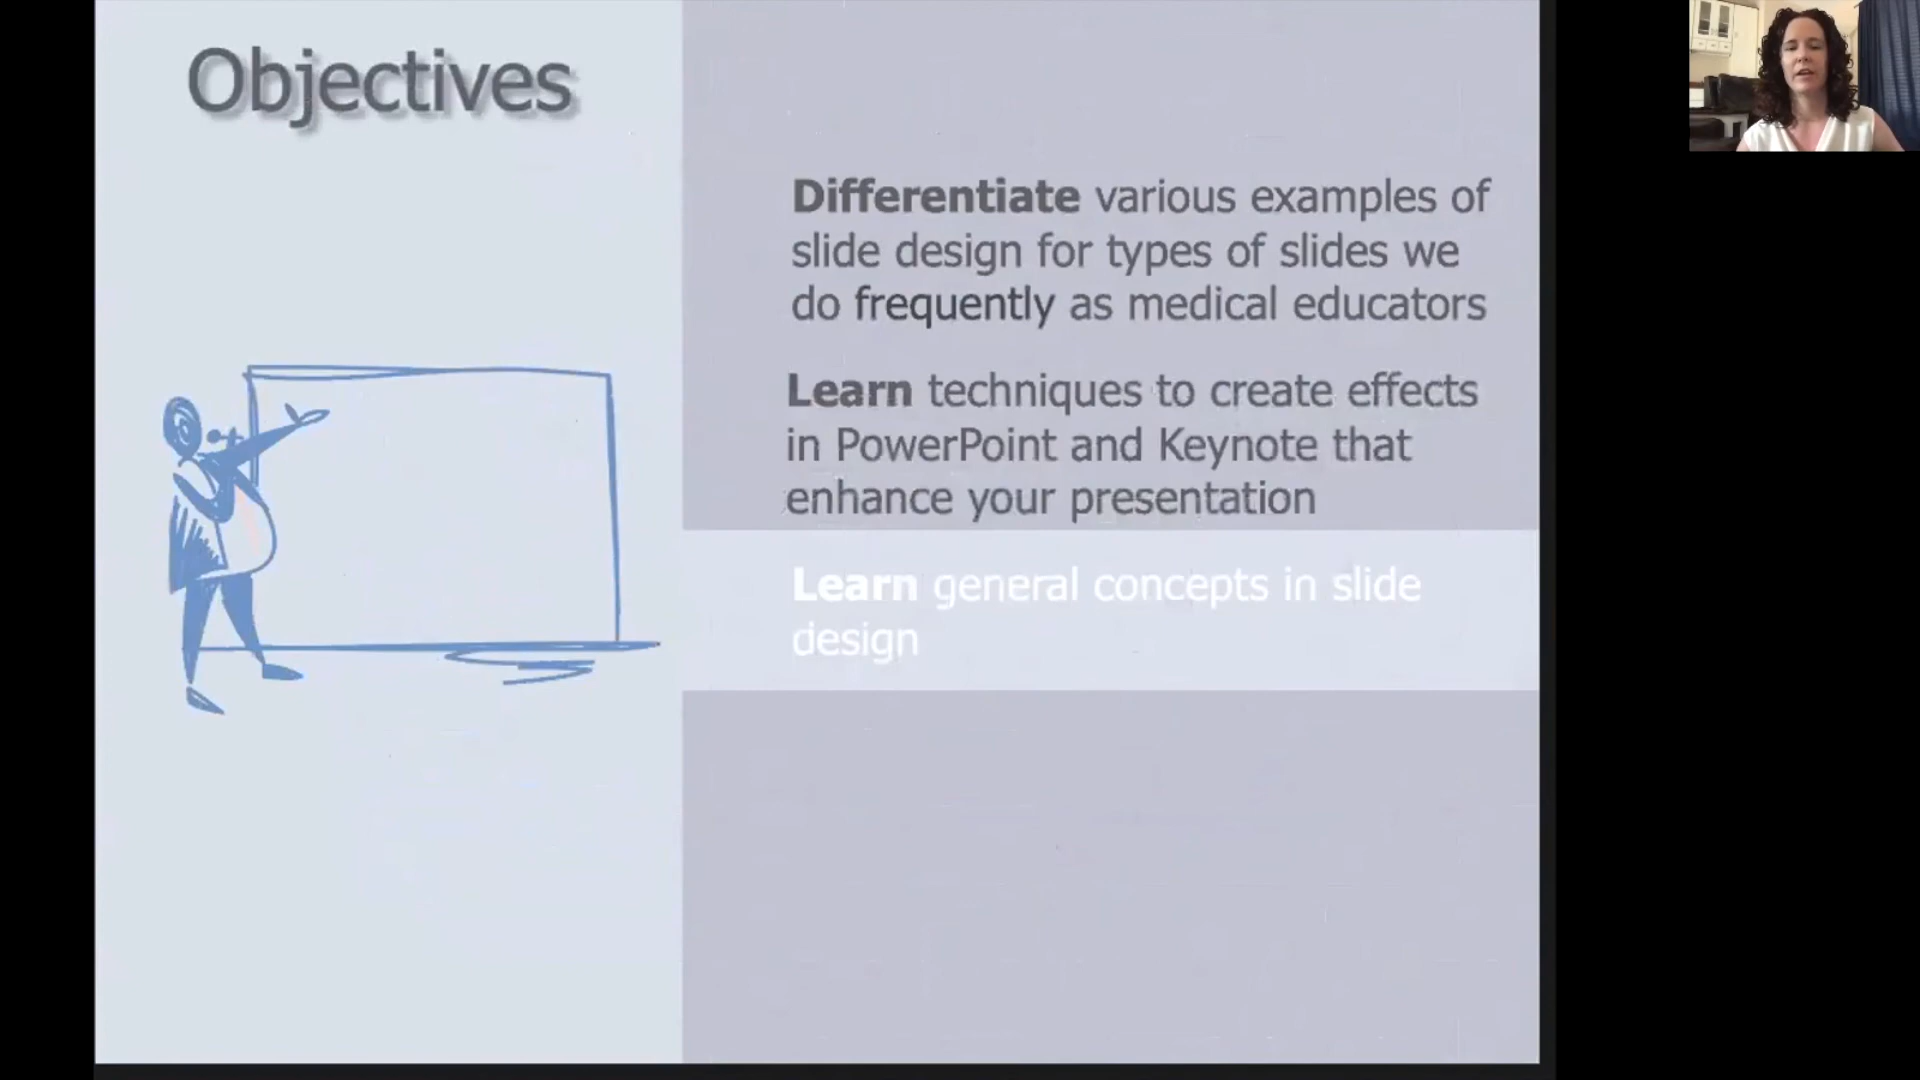 Objectives
Differentiate various examples of
slide design for types of slides we
do frequently as medical educators
Learn techniques to create effects
in PowerPoint and Keynote that
enhance your presentation
Learn general concepts in slide
design